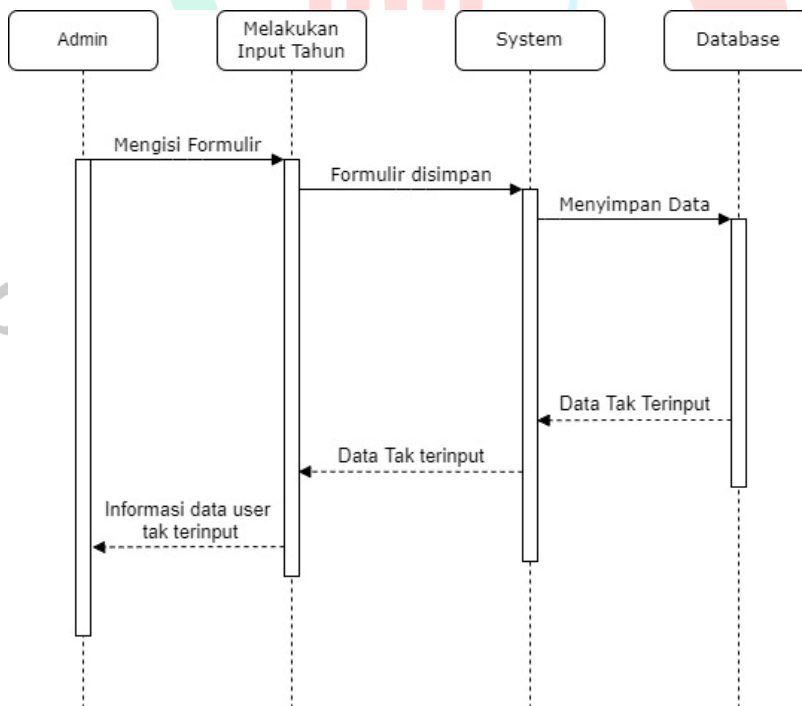 Admin
Melakukan
Input Tahun
System
Database
Mengisi Formulir
Formulir disimpan
Menyimpan Data
Data Tak Terinput
Data Tak terinput
Informasi data user
tak terinput